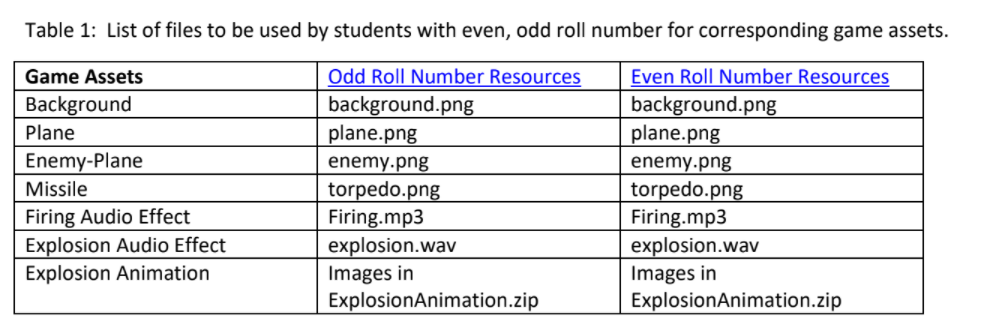 Table 1: List of files to be used by students with even, odd roll number for corresponding game assets.
Game Assets Odd Roll Number Resources Even Roll Number Resources
Background background.png background.png
Plane plane.png plane.png
Enemy-Plane enemy.png enemy.png
Missile torpedo.png torpedo.png
Firing Audio Effect Firing.mp3 Firing.mp3
Explosion Audio Effect explosion.wav explosion.wav
Explosion Animation Images in Images in
ExplosionAnimation.zip ExplosionAnimation.zip